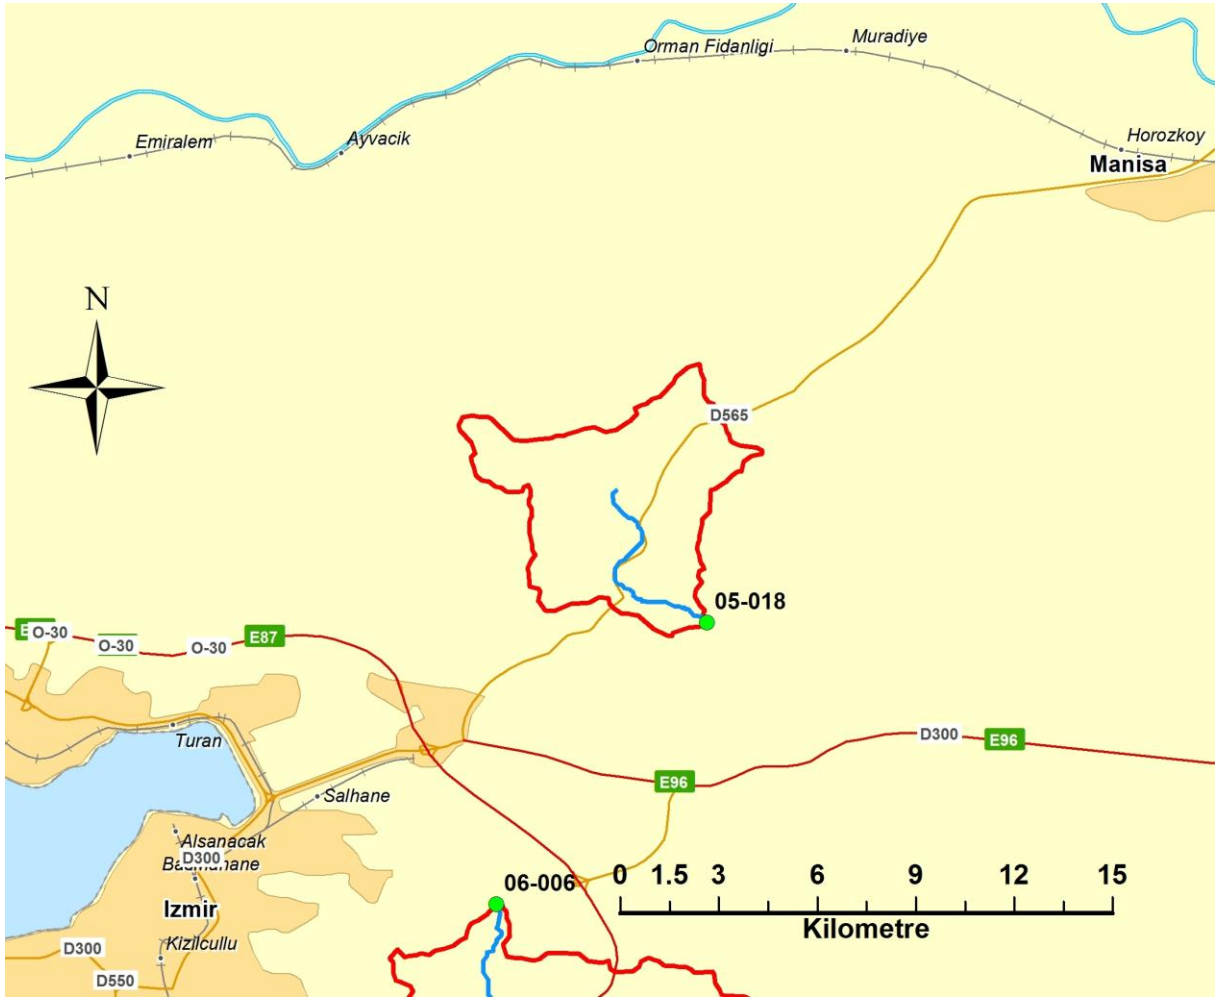 Orman Fidanligi
Muradiye
Emiralem
Ayvacik
Horozkoy
Manisa
N
D565
05-018
O-30
O-30
O-30
E87
Turan
D300
E96
E96
Salhane
Alsanacak
D300
06-006
0 1.5 3 6 9 12 15
Izmir
Kilometre
D300
Kizilcullu
D550